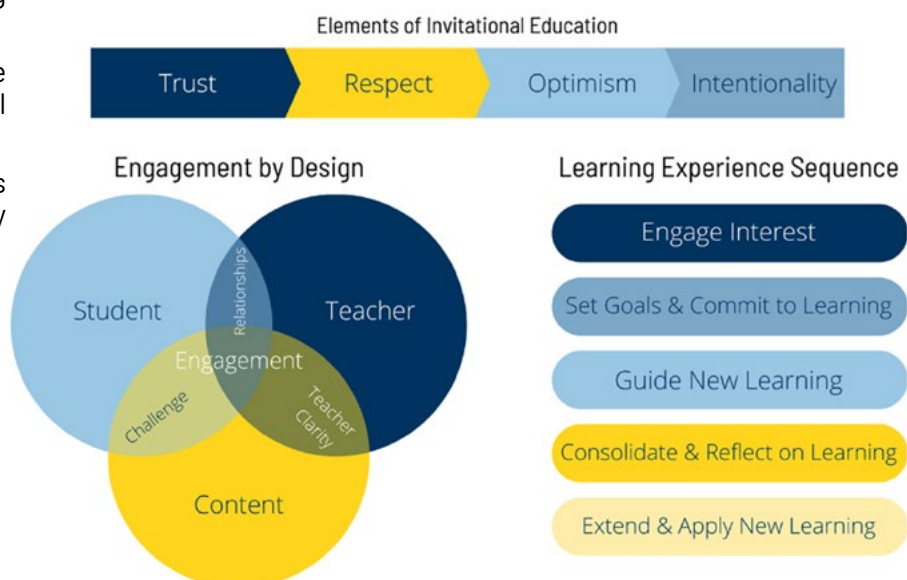 Elements of Invitational Education
Trust
Respect
Optimism
Intentionality
Engagement by Design
Student
Relationships
Teacher
Engagement
Challenge
Teacher
Clarity
Content
Learning Experience Sequence
Engage Interest
Set Goals & Commit to Learning
Guide New Learning
Consolidate & Reflect on Learning
Extend & Apply New Learning